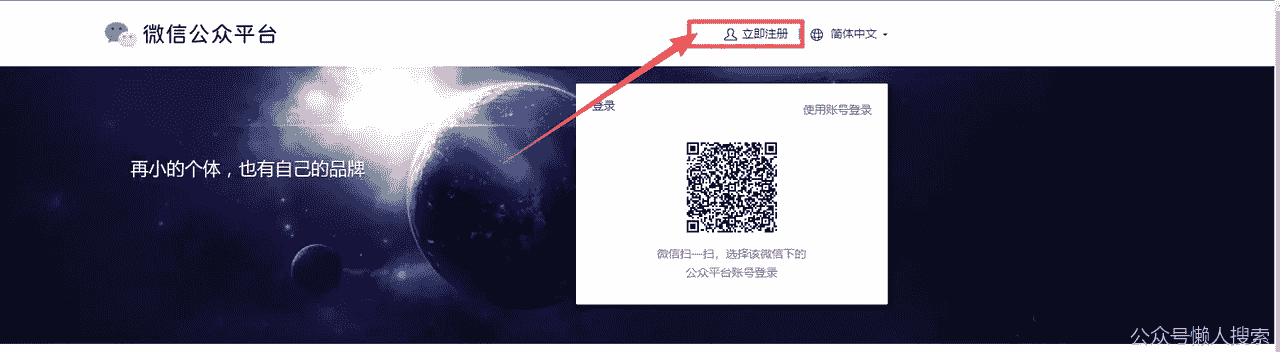 微信公众平台
立即注册
简体中文
登录
使用账号登录
再小的个体，也有自己的品牌
微信扫一扫，选择该微信下的
公众平台账号登录
公众号懒人搜索